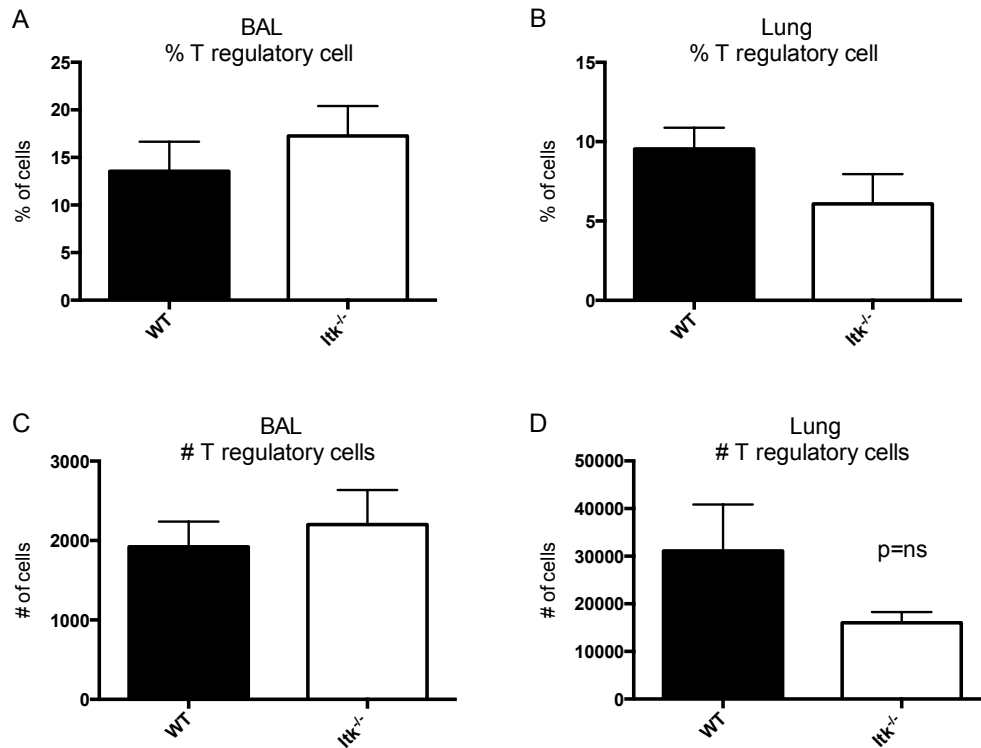 A
BAL
% T regulatory cell
25
20
15
10
5
0
% of cells
WT
Itk-/-
B
Lung
% T regulatory cell
15
10
5
0
% of cells
WT
Itk-/-
C
BAL
# T regulatory cells
3000
2000
1000
0
# of cells
WT
Itk-/-
D
Lung
# T regulatory cells
50000
40000
30000
20000
10000
0
# of cells
p=ns
WT
Itk-/-